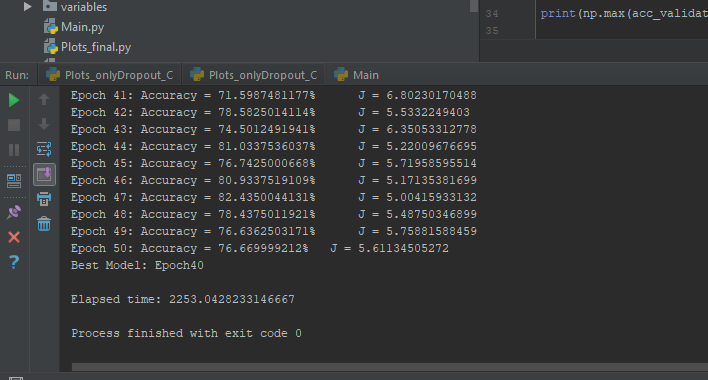 variables
Main.py
Plots_final.py
34 print(np.max(acc_validat
35
Run: Plots_onlyDropout_C Plots_onlyDropout_C Main
Epoch 41: Accuracy = 71.5987481177% J = 6.80230170488
Epoch 42: Accuracy = 78.5825014114% J = 5.5332249403
Epoch 43: Accuracy = 74.5012491941% J = 6.35053312778
Epoch 44: Accuracy = 81.0337536037% J = 5.22009676695
Epoch 45: Accuracy = 76.7425000668% J = 5.71958595514
Epoch 46: Accuracy = 80.9337519109% J = 5.17135381699
Epoch 47: Accuracy = 82.4350044131% J = 5.00415933132
Epoch 48: Accuracy = 78.4375011921% J = 5.48750346899
Epoch 49: Accuracy = 76.6362503171% J = 5.75881588459
Epoch 50: Accuracy = 76.669999212% J = 5.61134505272
Best Model: Epoch40
Elapsed time: 2253.0428233146667
Process finished with exit code 0